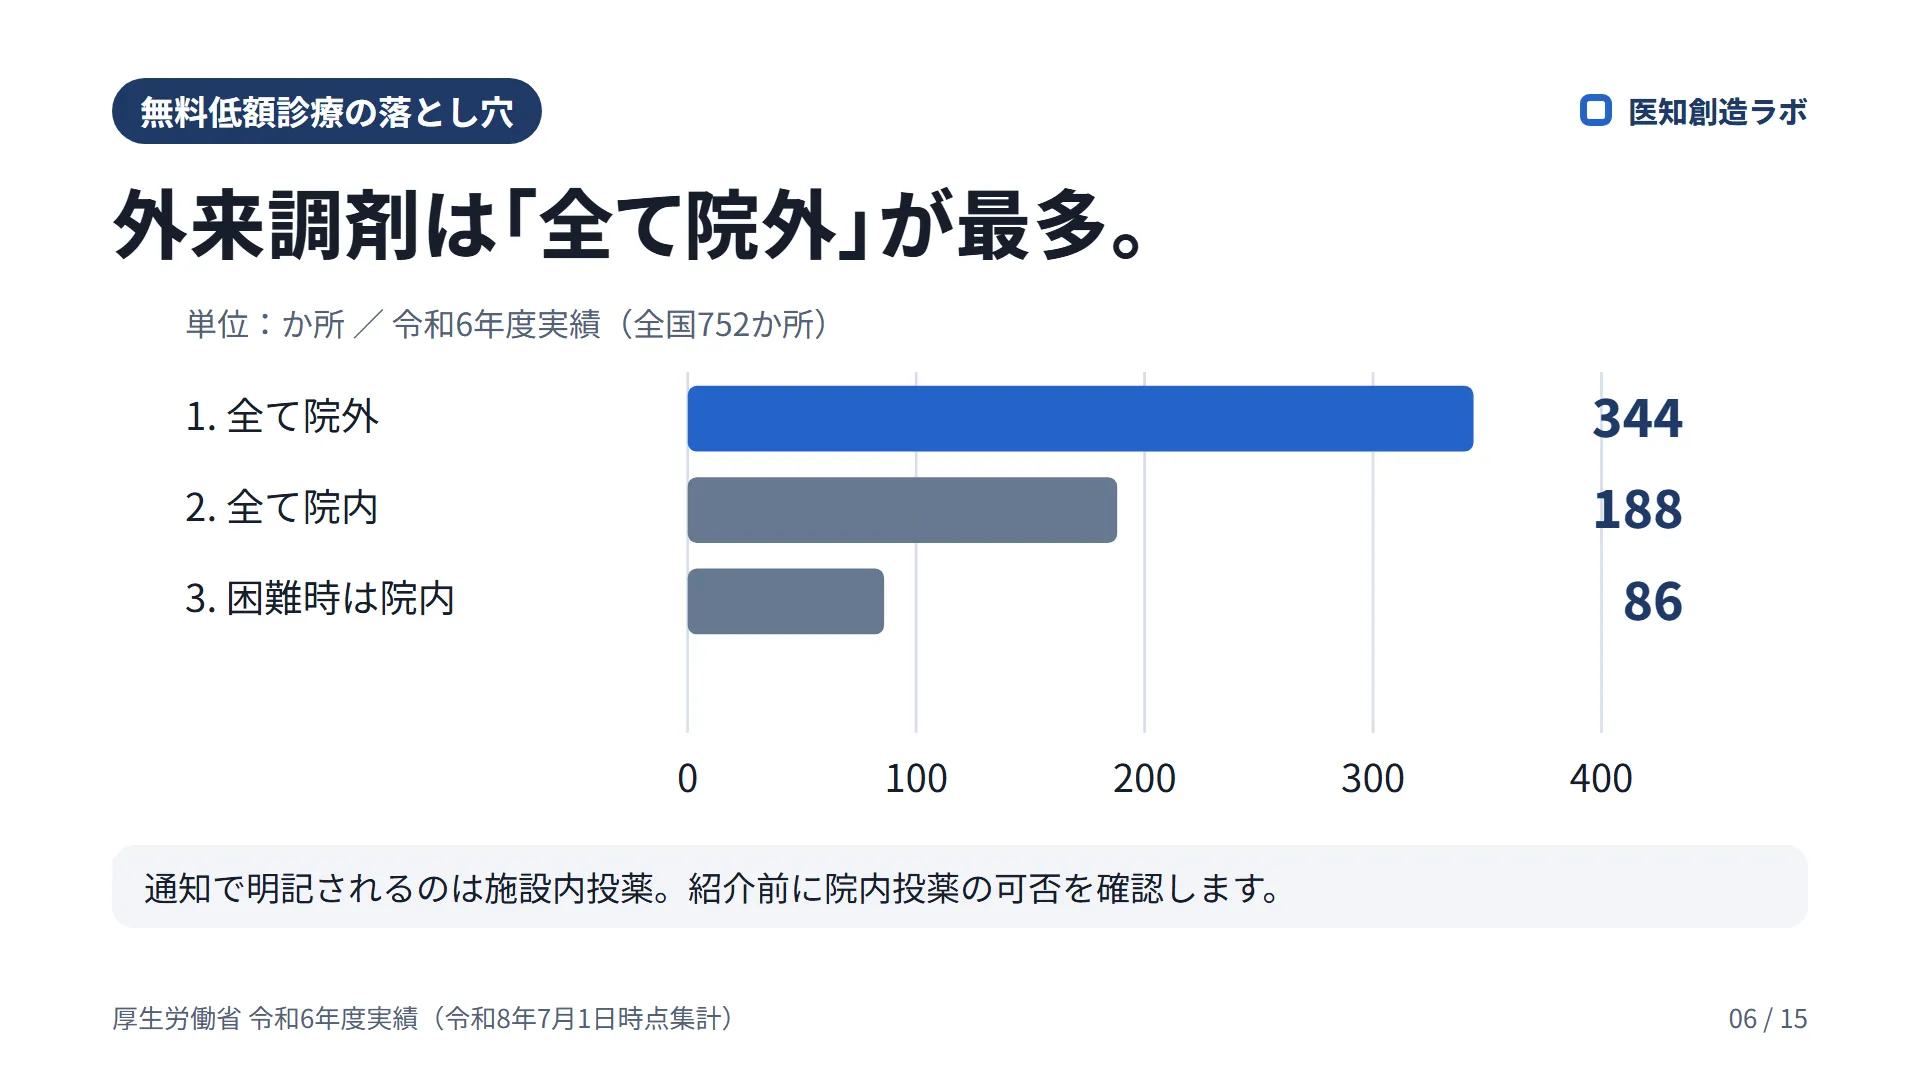 無料低額診療の落とし穴
医知創造ラボ
外来調剤は「全て院外」が最多。
単位：か所 ／ 令和6年度実績（全国752か所）
1. 全て院外
344
2. 全て院内
188
3. 困難時は院内
86
0 100 200 300 400
通知で明記されるのは施設内投薬。紹介前に院内投薬の可否を確認します。
厚生労働省 令和6年度実績（令和8年7月1日時点集計）
06 / 15